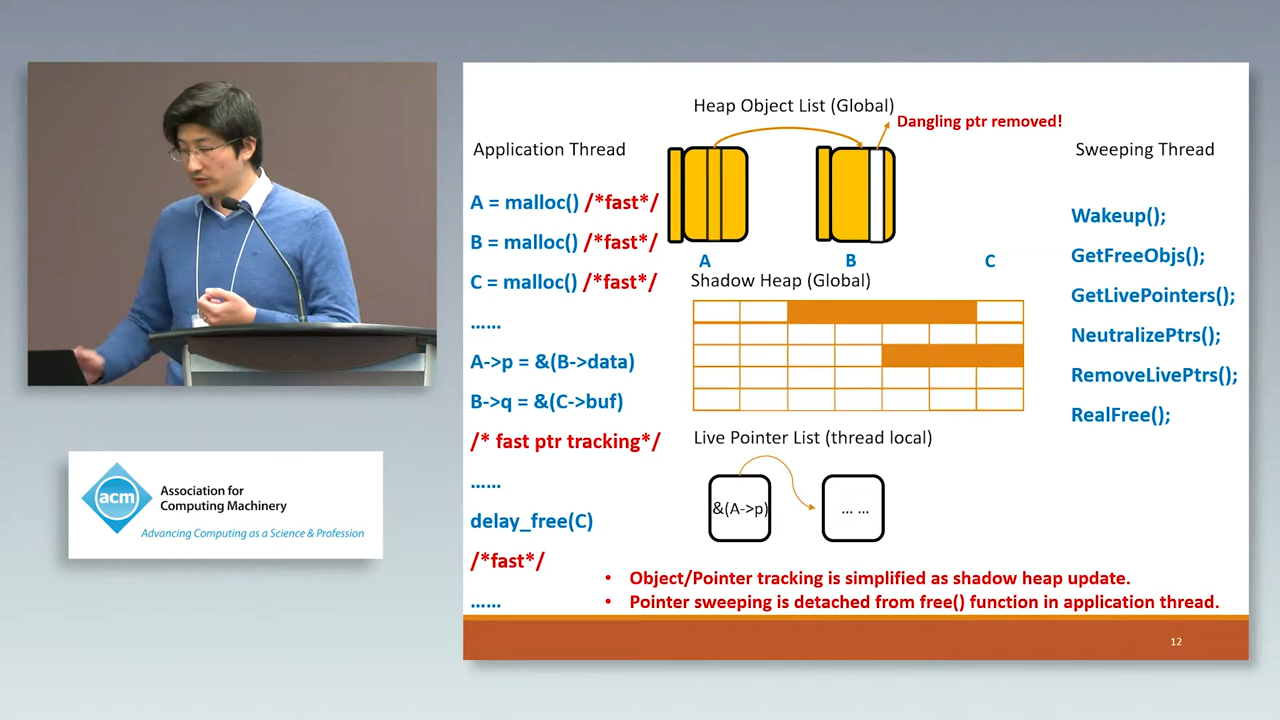 Heap Object List (Global)
Dangling ptr removed!
Application Thread
Sweeping Thread
A = malloc() /*fast*/
B = malloc() /*fast*/
C = malloc() /*fast*/
……
A->p = &(B->data)
B->q = &(C->buf)
/* fast ptr tracking*/
……
delay_free(C)
/*fast*/
……
A
B
C
Shadow Heap (Global)
Live Pointer List (thread local)
&(A->p)
… …
Wakeup();
GetFreeObjs();
GetLivePointers();
NeutralizePtrs();
RemoveLivePtrs();
RealFree();
• Object/Pointer tracking is simplified as shadow heap update.
• Pointer sweeping is detached from free() function in application thread.
12
acm
Association for
Computing Machinery
Advancing Computing as a Science & Profession